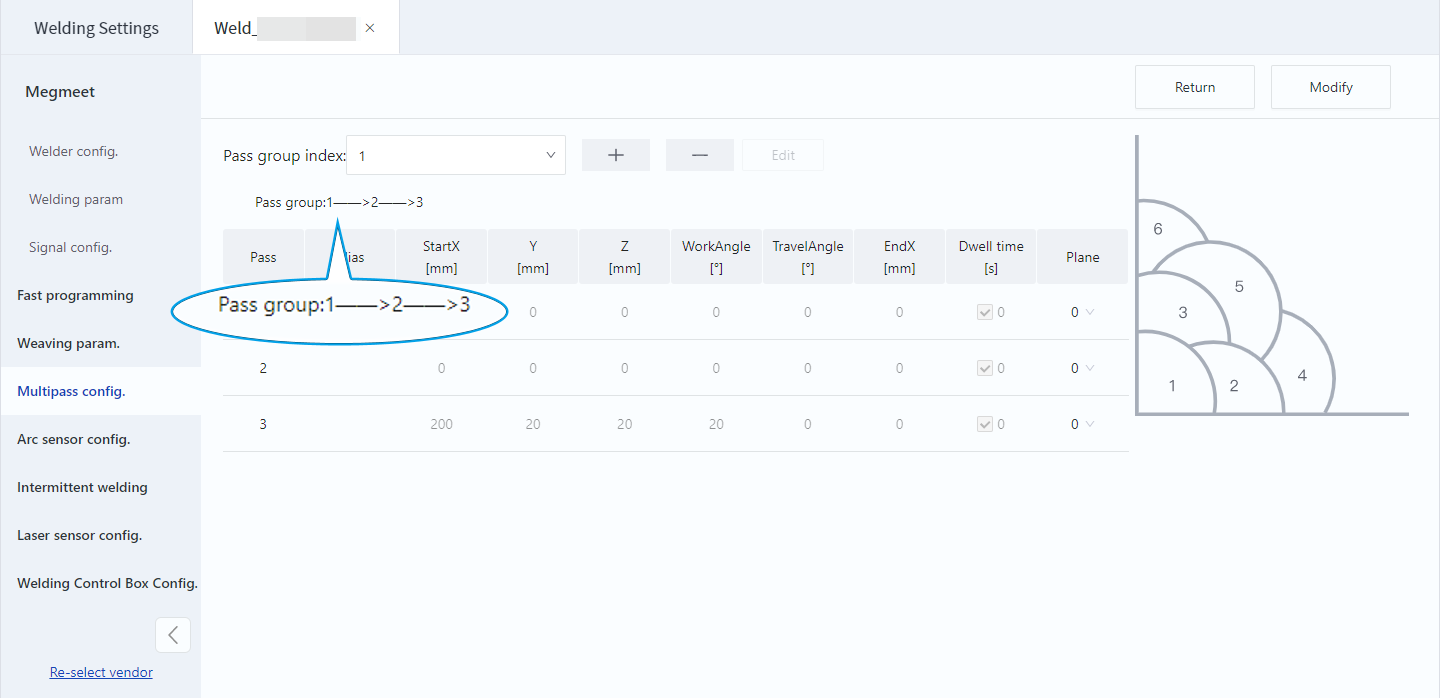 Welding Settings
Weld_
Megmeet
Return
Modify
Welder config.
Welding param
Signal config.
Fast programming
Weaving param.
Multipass config.
Arc sensor config.
Intermittent welding
Laser sensor config.
Welding Control Box Config.
Re-select vendor
Pass group index: 1
Edit
Pass group:1——>2——>3
Pass ias StartX [mm] Y [mm] Z [mm] WorkAngle [°] TravelAngle [°] EndX [mm] Dwell time [s] Plane
Pass group:1——>2——>3
0 0 0 0 0 0 0
2 0 0 0 0 0 0 0 0
3 200 20 20 20 0 0 0 0
6
5
3
4
1
2